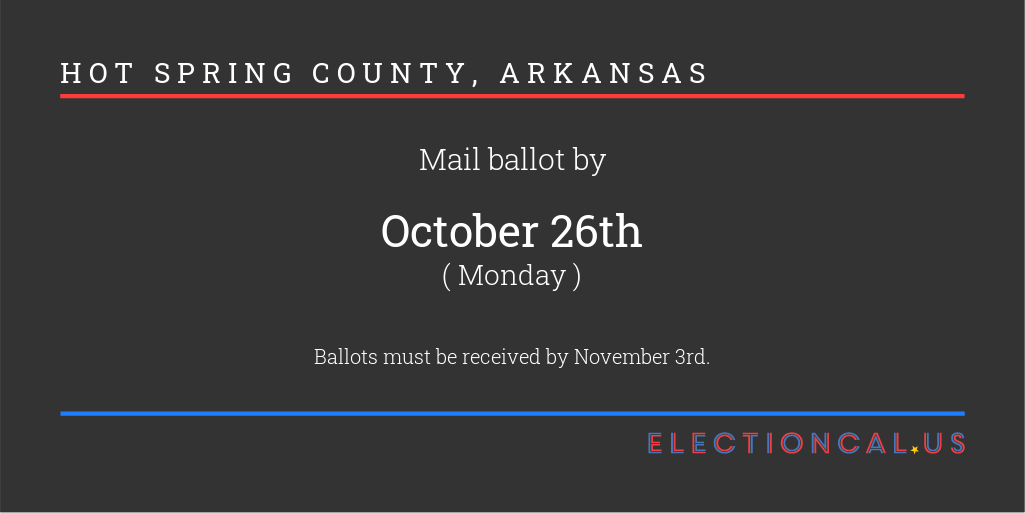 HOT SPRING COUNTY, ARKANSAS
Mail ballot by
October 26th
( Monday )
Ballots must be received by November 3rd.
ELECTIONCAL.US